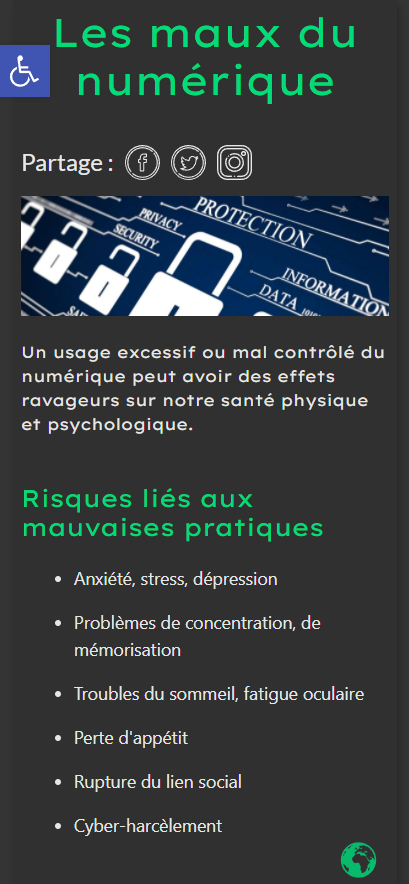 Les maux du
numérique
Partage :
PROTECTION
PRIVACY
SECURITY
INFORMATION
DATA
Un usage excessif ou mal contrôlé du
numérique peut avoir des effets
ravageurs sur notre santé physique
et psychologique.
Risques liés aux
mauvaises pratiques
• Anxiété, stress, dépression
• Problèmes de concentration, de
mémorisation
• Troubles du sommeil, fatigue oculaire
• Perte d'appétit
• Rupture du lien social
• Cyber-harcèlement